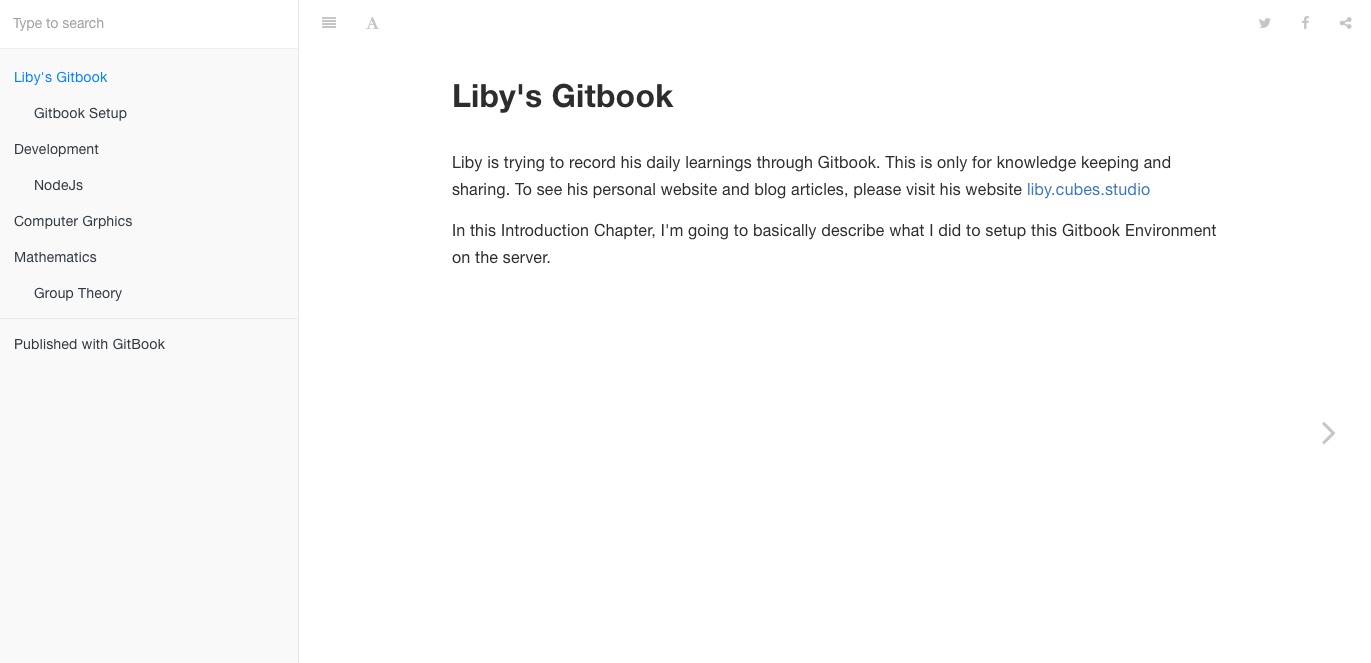 Type to search
Liby's Gitbook
Gitbook Setup
Development
NodeJs
Computer Grphics
Mathematics
Group Theory
Published with GitBook
A
Liby's Gitbook
Liby is trying to record his daily learnings through Gitbook. This is only for knowledge keeping and
sharing. To see his personal website and blog articles, please visit his website liby.cubes.studio
In this Introduction Chapter, I'm going to basically describe what I did to setup this Gitbook Environment
on the server.